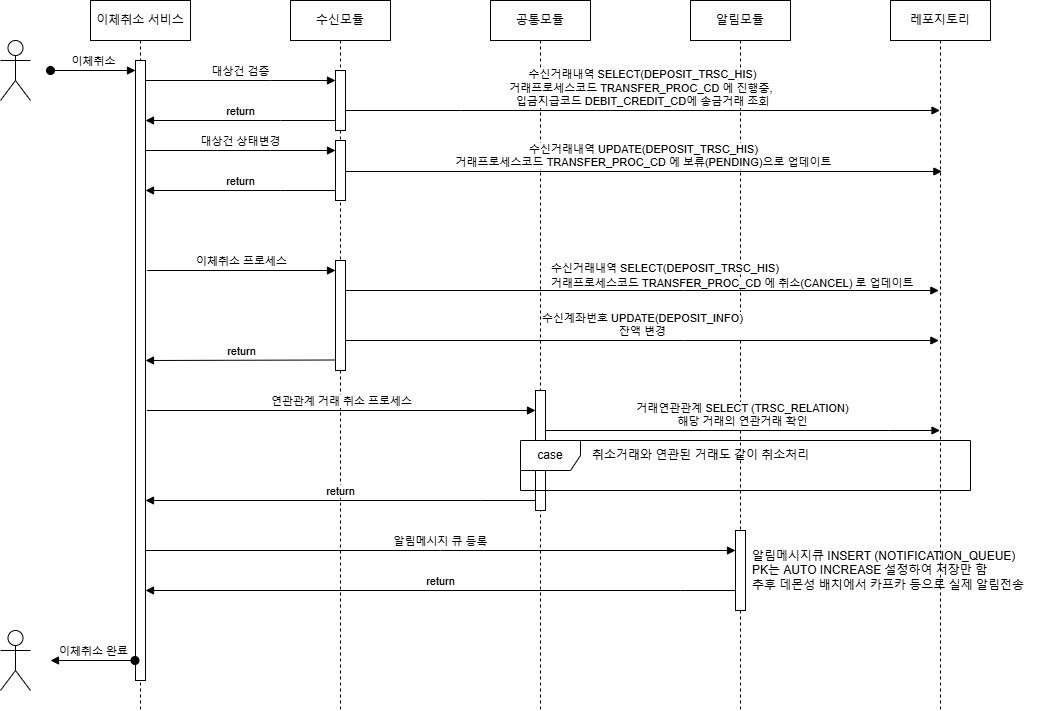 이체취소 서비스
수신모듈
공통모듈
알림모듈
레포지토리
이체취소
대상건 검증
수신거래내역 SELECT(DEPOSIT_TRSC_HIS)
거래프로세스코드 TRANSFER_PROC_CD 에 진행중,
입금지급코드 DEBIT_CREDIT_CD에 송금거래 조회
return
대상건 상태변경
수신거래내역 UPDATE(DEPOSIT_TRSC_HIS)
거래프로세스코드 TRANSFER_PROC_CD 에 보류(PENDING)으로 업데이트
return
이체취소 프로세스
수신거래내역 SELECT(DEPOSIT_TRSC_HIS)
거래프로세스코드 TRANSFER_PROC_CD 에 취소(CANCEL) 로 업데이트
수신계좌번호 UPDATE(DEPOSIT_INFO)
잔액 변경
return
연관관계 거래 취소 프로세스
거래연관관계 SELECT (TRSC_RELATION)
해당 거래의 연관거래 확인
case
취소거래와 연관된 거래도 같이 취소처리
return
알림메시지 큐 등록
알림메시지큐 INSERT (NOTIFICATION_QUEUE)
PK는 AUTO INCREASE 설정하여 저장만 함
추후 데몬성 배치에서 카프카 등으로 실제 알림전송
return
이체취소 완료